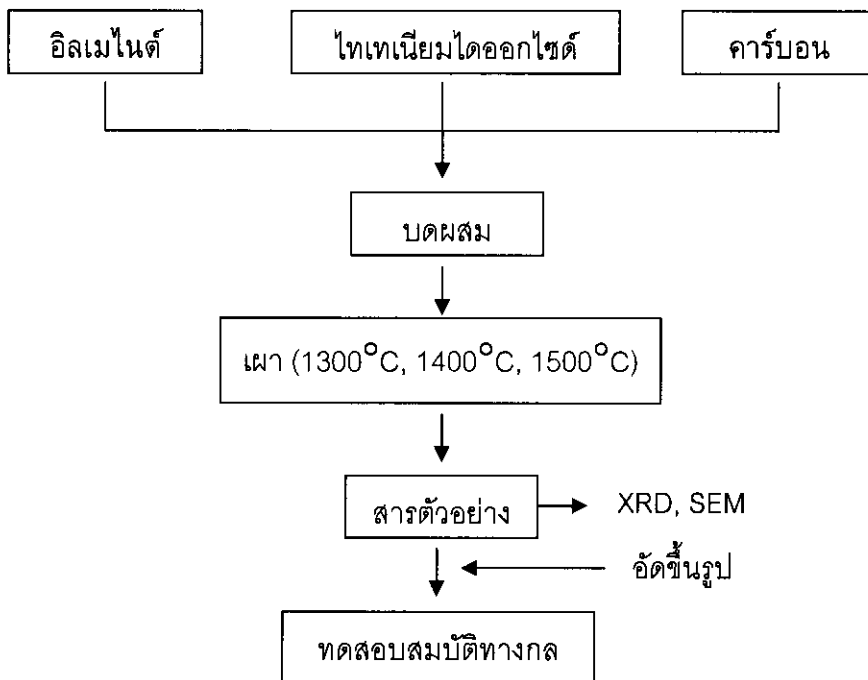 อิลเมไนต์
ไทเทเนียมไดออกไซด์
คาร์บอน
บดผสม
เผา (1300°C, 1400°C, 1500°C)
สารตัวอย่าง
XRD, SEM
อัดขึ้นรูป
ทดสอบสมบัติทางกล